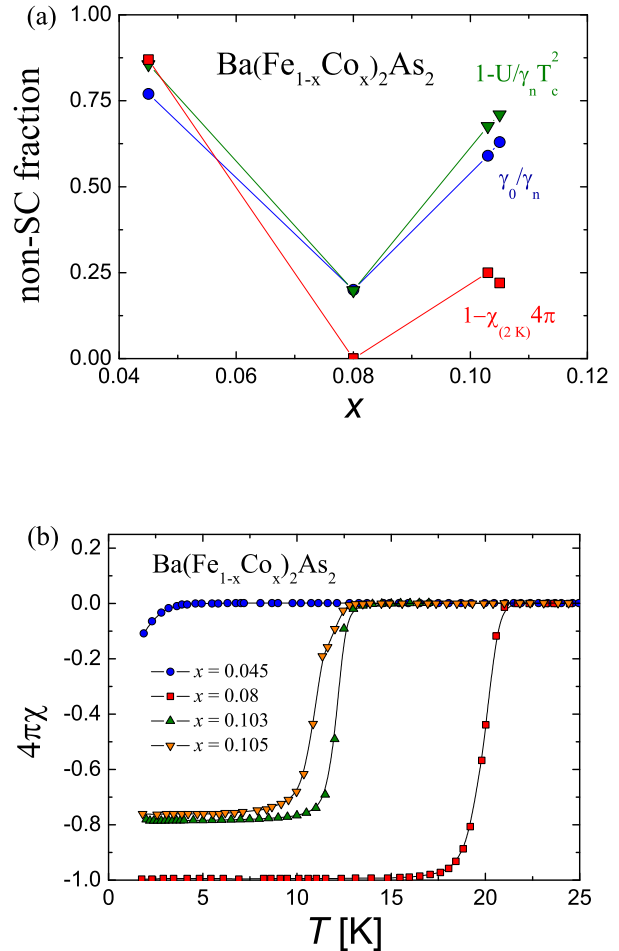 (a)
Ba(Fe1-xCox)2As2
1-U/γnTc2
γ0/γn
1−χ(2 K)4π
non-SC fraction
0.75
0.50
0.25
0.00
0.04 0.06 0.08 0.10 0.12
x
(b)
Ba(Fe1-xCox)2As2
x = 0.045
x = 0.08
x = 0.103
x = 0.105
4πχ
0.2
0.0
-0.2
-0.4
-0.6
-0.8
-1.0
0 5 10 15 20 25
T [K]